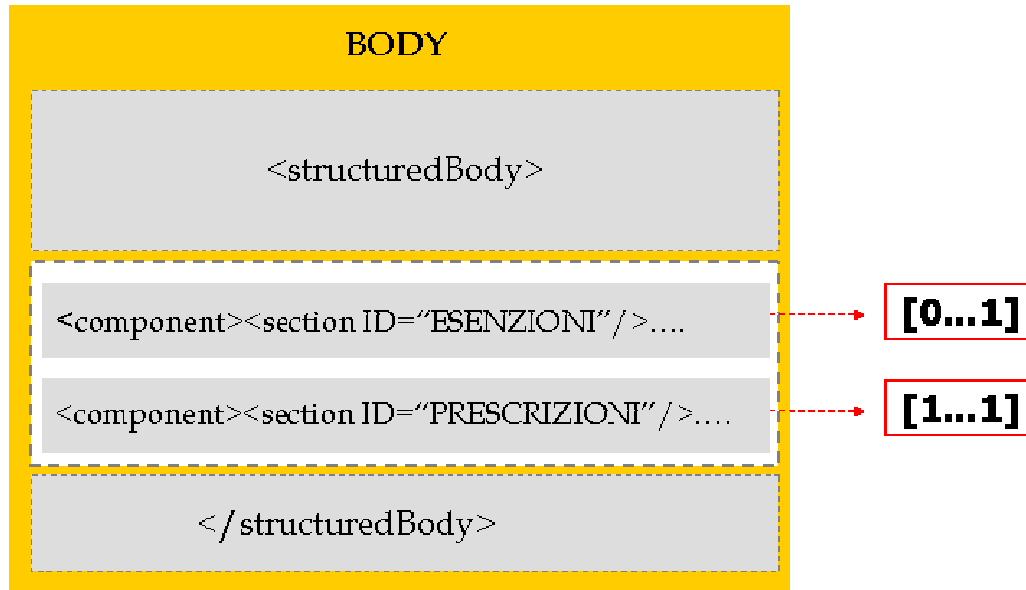 BODY
<structuredBody>
<component><section ID=“ESENZIONI”/>....
[0...1]
<component><section ID=“PRESCRIZIONI”/>....
[1...1]
</structuredBody>